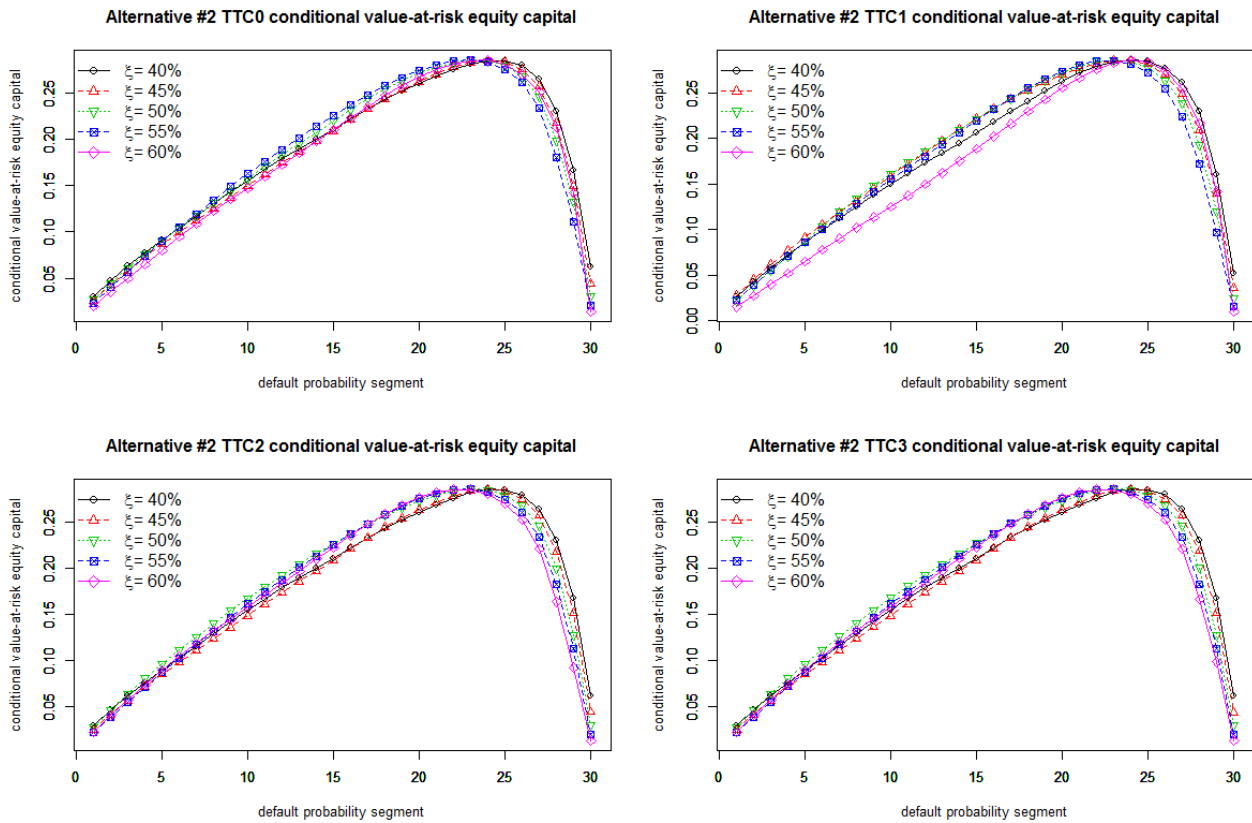 Alternative #2 TTC0 conditional value-at-risk equity capital
conditional value-at-risk equity capital
0.25
0.20
0.15
0.10
0.05
ξ= 40%
ξ= 45%
ξ= 50%
ξ= 55%
ξ= 60%
0 5 10 15 20 25 30
default probability segment
Alternative #2 TTC1 conditional value-at-risk equity capital
conditional value-at-risk equity capital
0.25
0.20
0.15
0.10
0.05
0.00
ξ= 40%
ξ= 45%
ξ= 50%
ξ= 55%
ξ= 60%
0 5 10 15 20 25 30
default probability segment
Alternative #2 TTC2 conditional value-at-risk equity capital
conditional value-at-risk equity capital
0.25
0.20
0.15
0.10
0.05
ξ= 40%
ξ= 45%
ξ= 50%
ξ= 55%
ξ= 60%
0 5 10 15 20 25 30
default probability segment
Alternative #2 TTC3 conditional value-at-risk equity capital
conditional value-at-risk equity capital
0.25
0.20
0.15
0.10
0.05
ξ= 40%
ξ= 45%
ξ= 50%
ξ= 55%
ξ= 60%
0 5 10 15 20 25 30
default probability segment